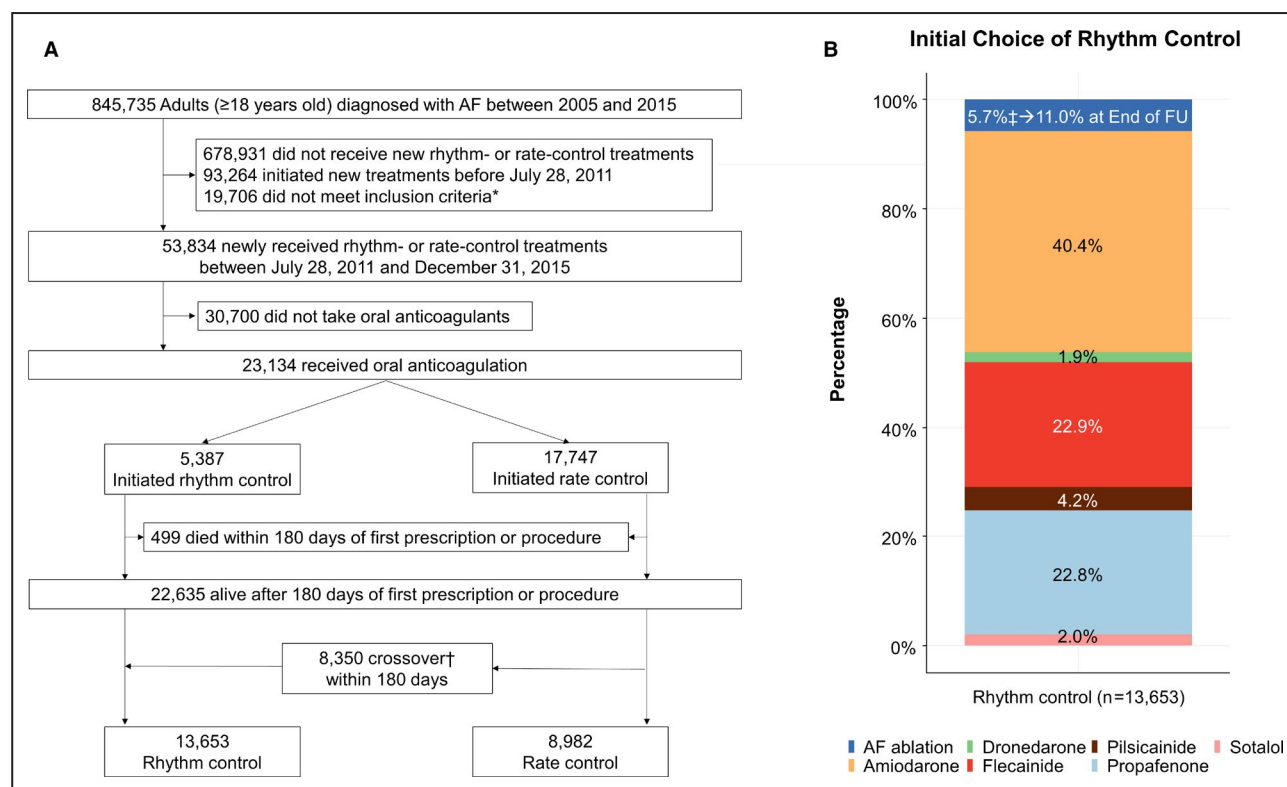 A
845,735 Adults (≥18 years old) diagnosed with AF between 2005 and 2015
678,931 did not receive new rhythm- or rate-control treatments
93,264 initiated new treatments before July 28, 2011
19,706 did not meet inclusion criteria*
53,834 newly received rhythm- or rate-control treatments
between July 28, 2011 and December 31, 2015
30,700 did not take oral anticoagulants
23,134 received oral anticoagulation
5,387
Initiated rhythm control
17,747
Initiated rate control
499 died within 180 days of first prescription or procedure
22,635 alive after 180 days of first prescription or procedure
8,350 crossover†
within 180 days
13,653
Rhythm control
8,982
Rate control
B
Initial Choice of Rhythm Control
Percentage
100%
80%
60%
40%
20%
0%
5.7%‡→11.0% at End of FU
40.4%
1.9%
22.9%
4.2%
22.8%
2.0%
Rhythm control (n=13,653)
AF ablation
Dronedarone
Pilsicainide
Sotalol
Amiodarone
Flecainide
Propafenone